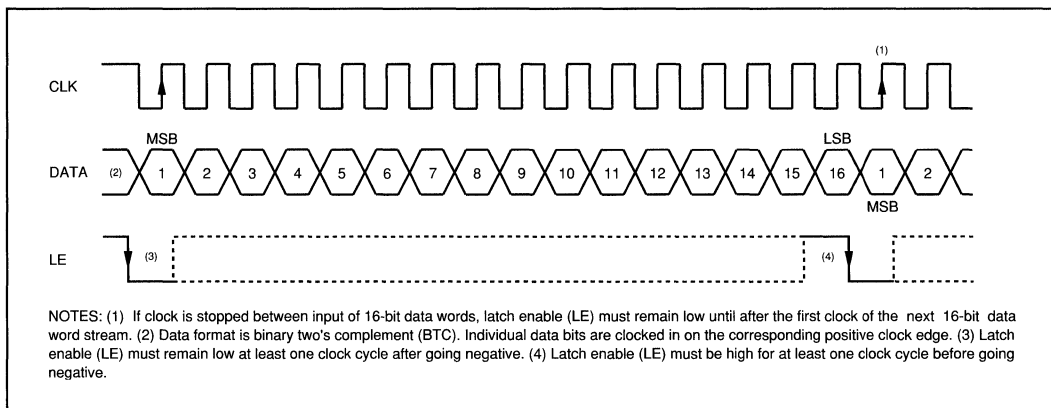 (1)
CLK
MSB
LSB
DATA (2) 1 2 3 4 5 6 7 8 9 10 11 12 13 14 15 16 1 2
MSB
LE (3) (4)
NOTES: (1) If clock is stopped between input of 16-bit data words, latch enable (LE) must remain low until after the first clock of the next 16-bit data
word stream. (2) Data format is binary two's complement (BTC). Individual data bits are clocked in on the corresponding positive clock edge. (3) Latch
enable (LE) must remain low at least one clock cycle after going negative. (4) Latch enable (LE) must be high for at least one clock cycle before going
negative.